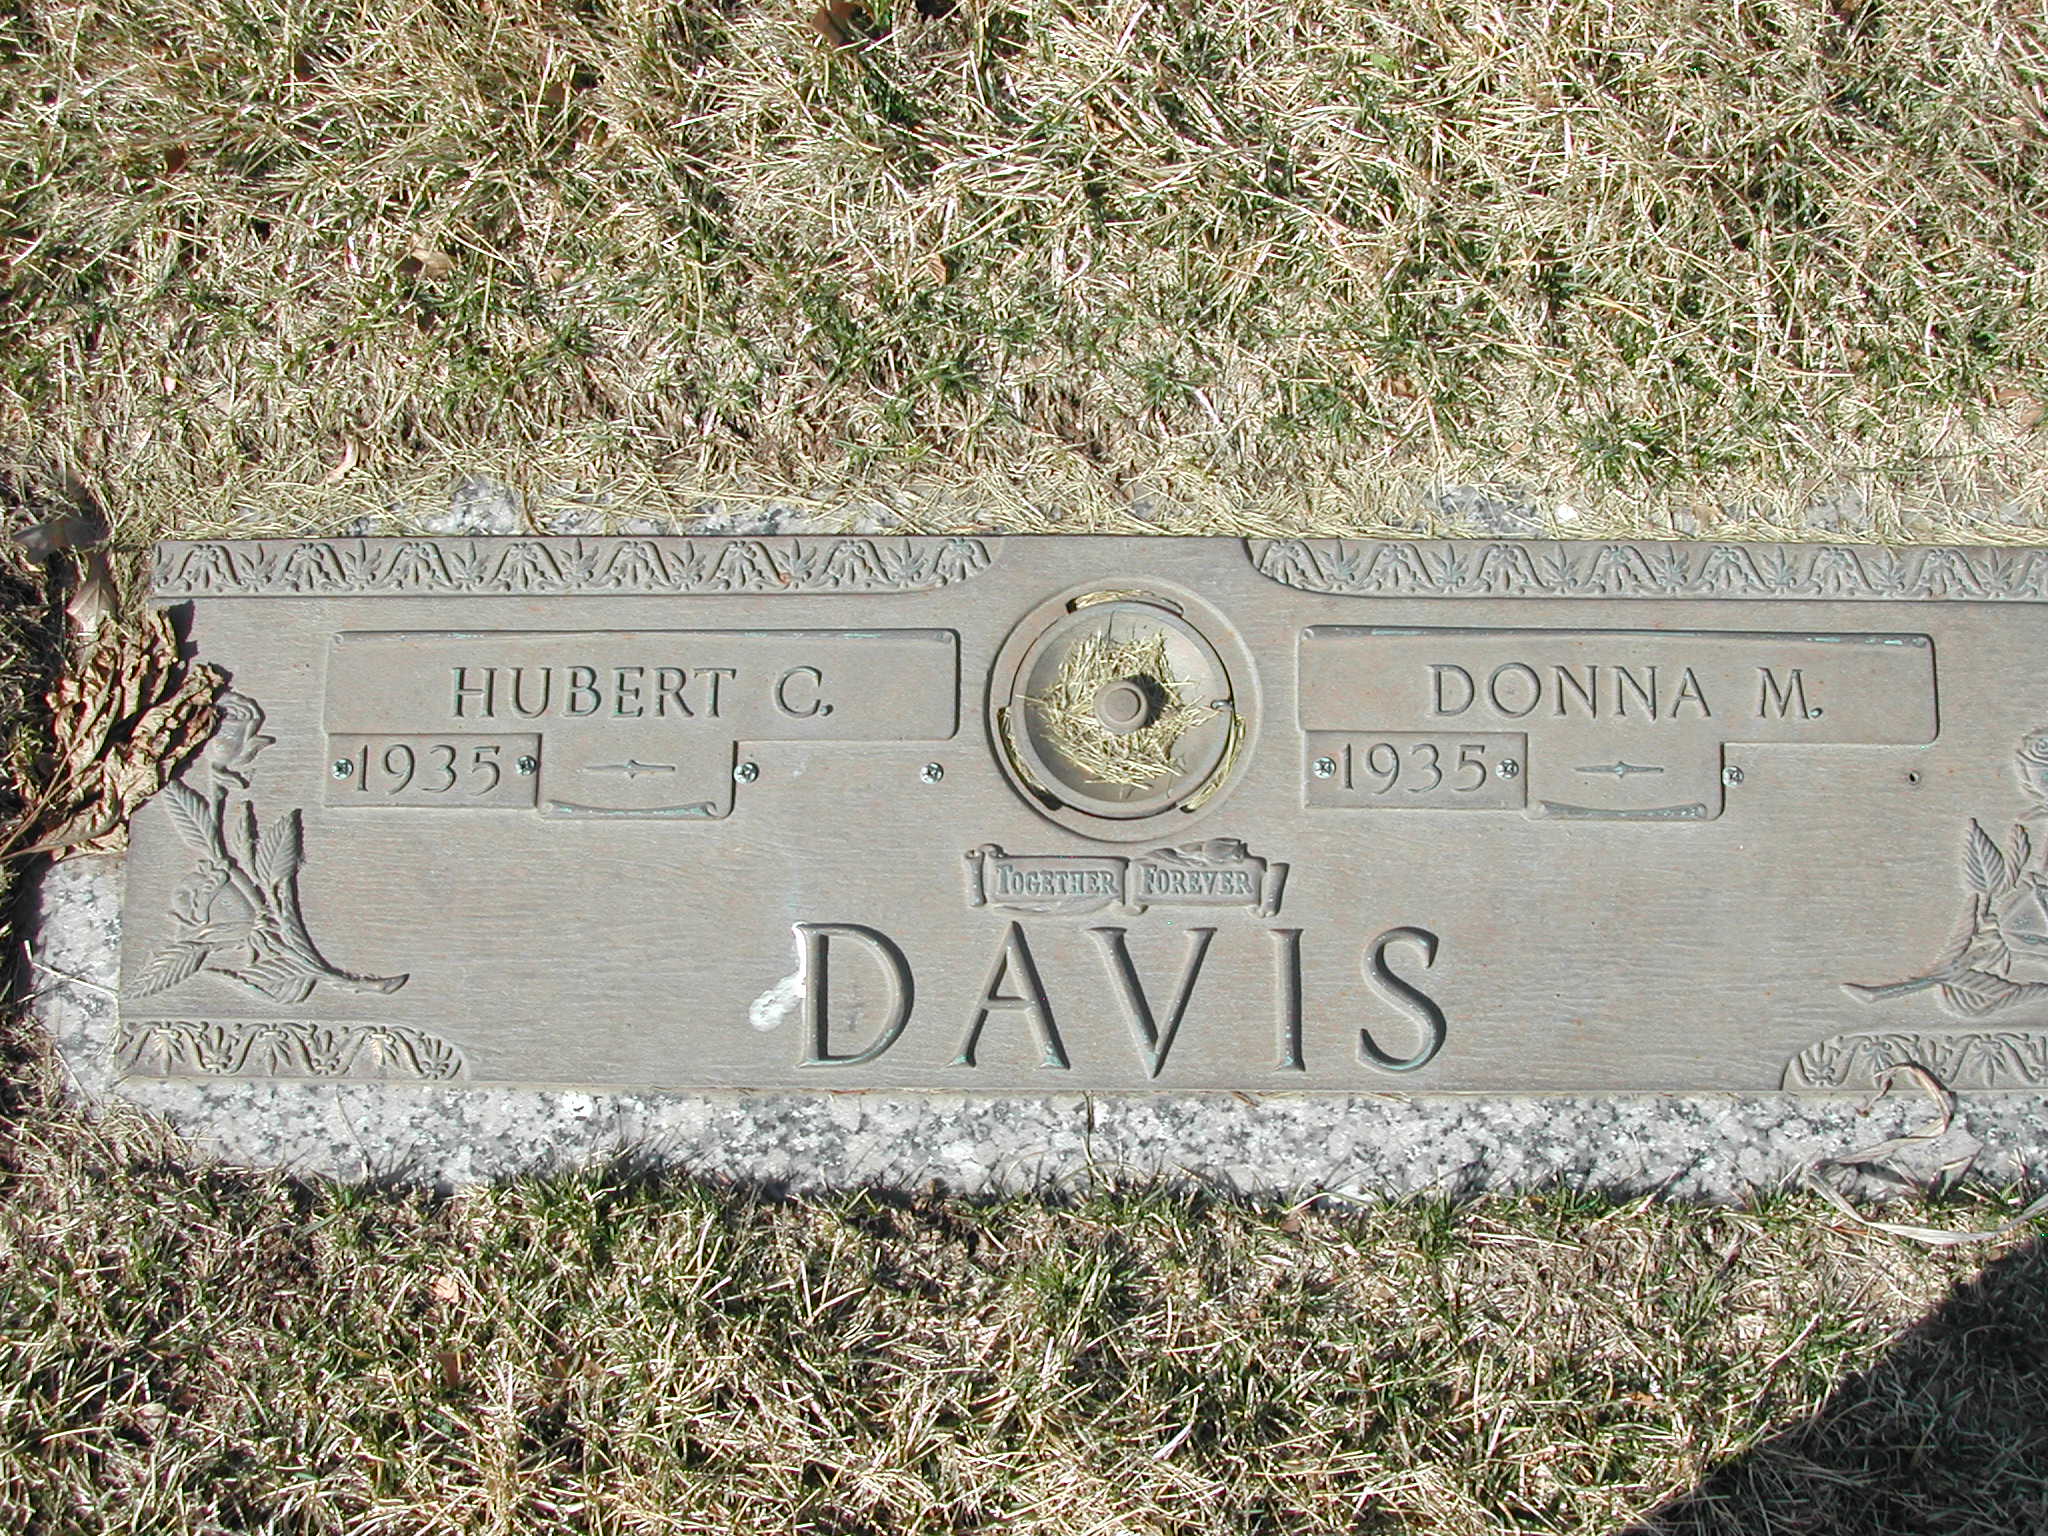 HUBERT C.
1935
DONNA M.
1935
TOGETHER FOREVER
DAVIS